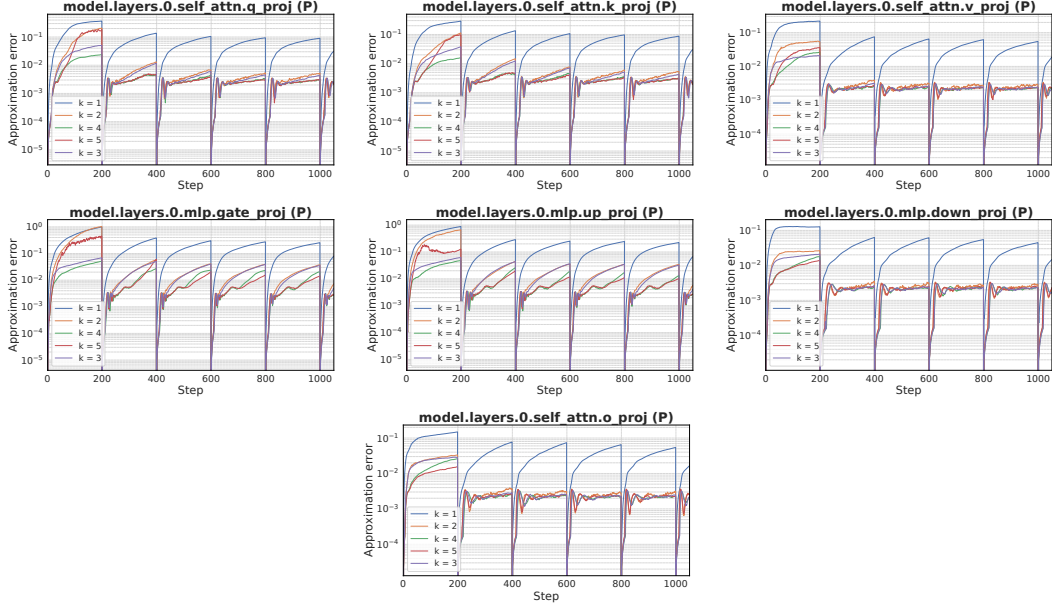 model.layers.0.self_attn.q_proj (P)
Approximation error
10⁻¹
10⁻²
10⁻³
10⁻⁴
10⁻⁵
k = 1
k = 2
k = 4
k = 5
k = 3
0 200 400 600 800 1000
Step
model.layers.0.self_attn.k_proj (P)
Approximation error
10⁻¹
10⁻²
10⁻³
10⁻⁴
10⁻⁵
k = 1
k = 2
k = 4
k = 5
k = 3
0 200 400 600 800 1000
Step
model.layers.0.self_attn.v_proj (P)
Approximation error
10⁻¹
10⁻²
10⁻³
10⁻⁴
k = 1
k = 2
k = 4
k = 5
k = 3
0 200 400 600 800 1000
Step
model.layers.0.mlp.gate_proj (P)
Approximation error
10⁰
10⁻¹
10⁻²
10⁻³
10⁻⁴
10⁻⁵
k = 1
k = 2
k = 4
k = 5
k = 3
0 200 400 600 800 1000
Step
model.layers.0.mlp.up_proj (P)
Approximation error
10⁰
10⁻¹
10⁻²
10⁻³
10⁻⁴
10⁻⁵
k = 1
k = 2
k = 4
k = 5
k = 3
0 200 400 600 800 1000
Step
model.layers.0.mlp.down_proj (P)
Approximation error
10⁻¹
10⁻²
10⁻³
10⁻⁴
k = 1
k = 2
k = 4
k = 5
k = 3
0 200 400 600 800 1000
Step
model.layers.0.self_attn.o_proj (P)
Approximation error
10⁻¹
10⁻²
10⁻³
10⁻⁴
k = 1
k = 2
k = 4
k = 5
k = 3
0 200 400 600 800 1000
Step